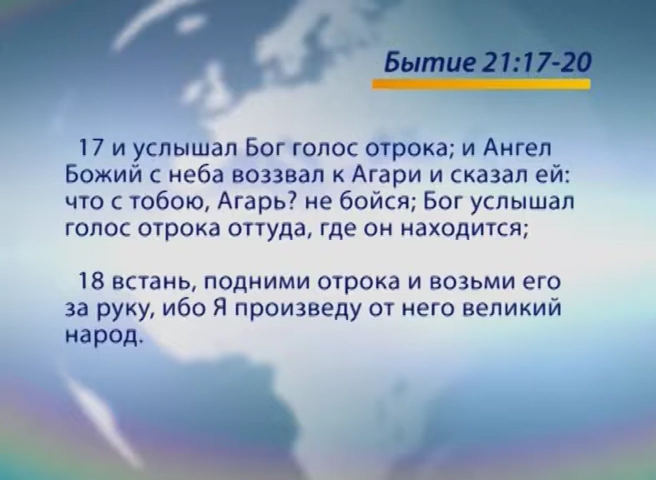 Бытие 21:17-20
17 и услышал Бог голос отрока; и Ангел
Божий с неба воззвал к Агари и сказал ей:
что с тобою, Агарь? не бойся; Бог услышал
голос отрока оттуда, где он находится;
18 встань, подними отрока и возьми его
за руку, ибо Я произведу от него великий
народ.